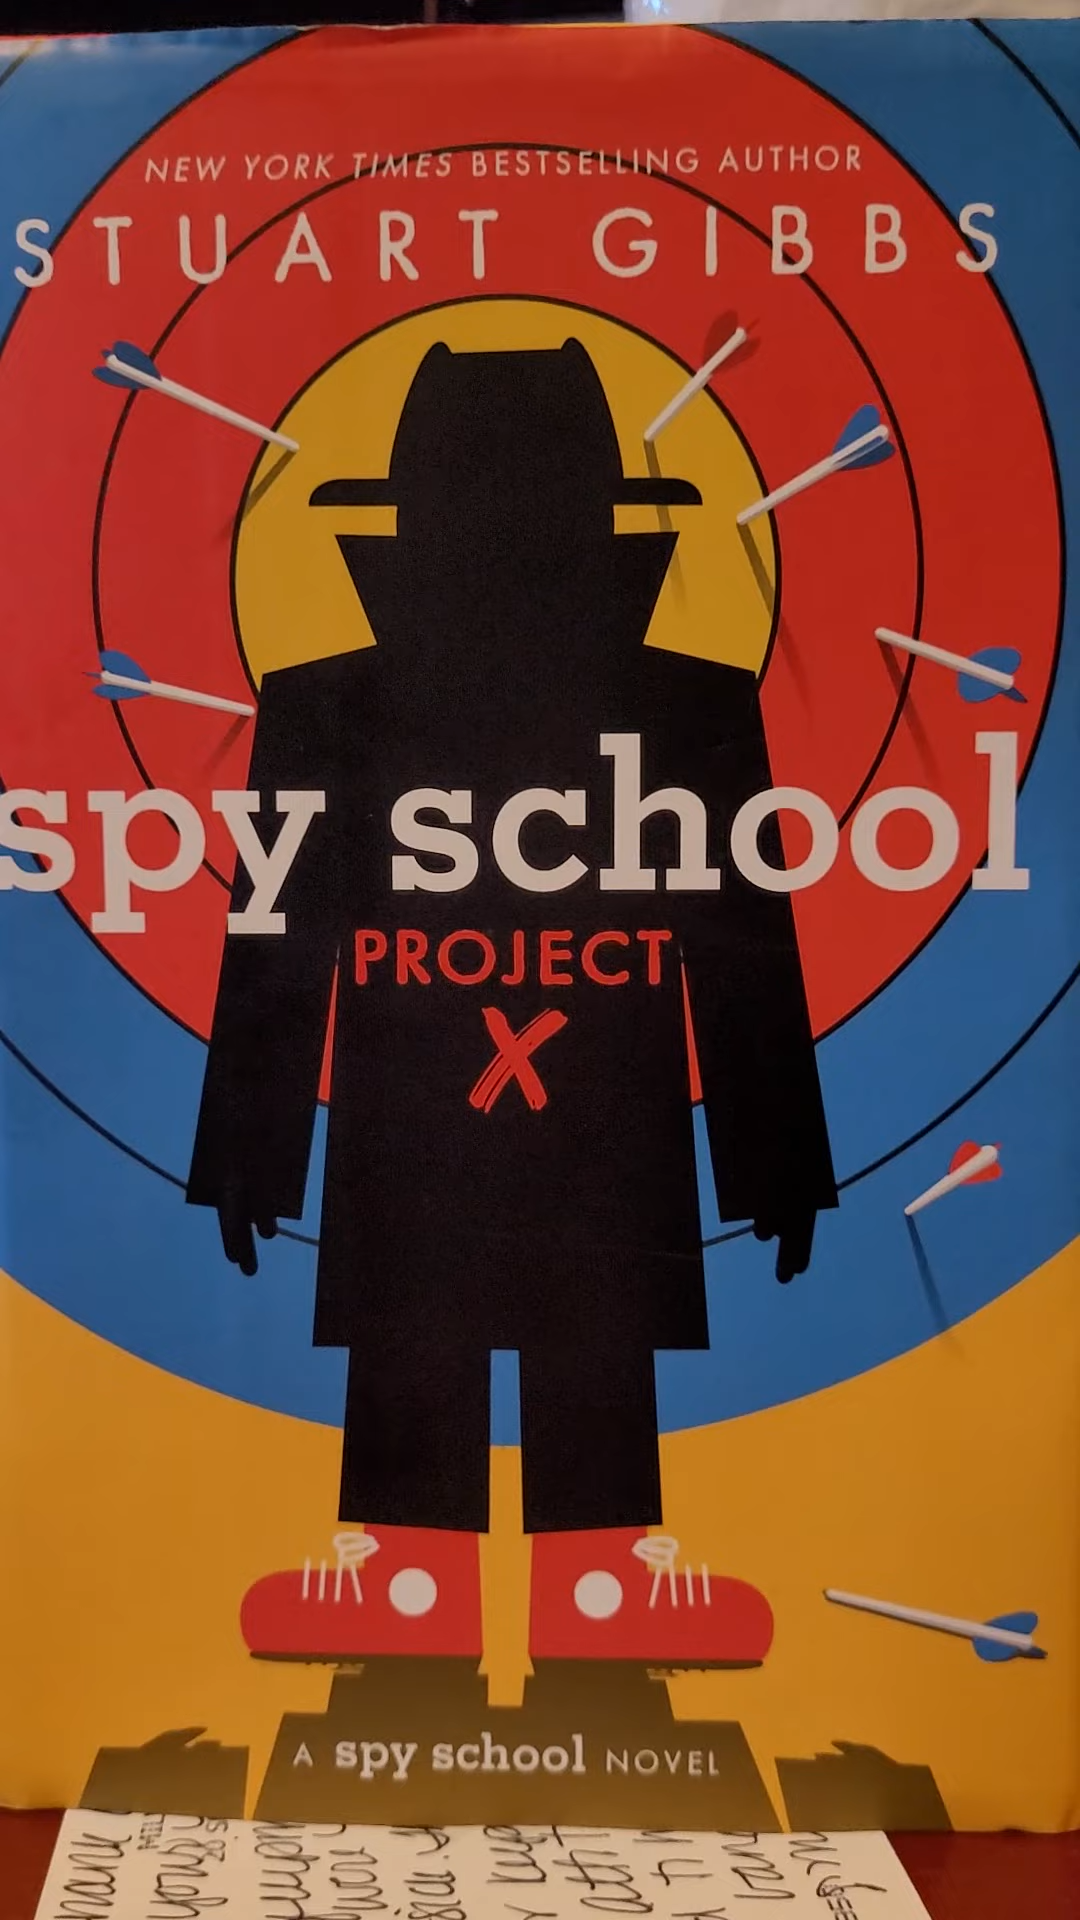 NEW YORK TIMES BESTSELLING AUTHOR
STUART GIBBS
spy school
PROJECT
X
A spy school NOVEL